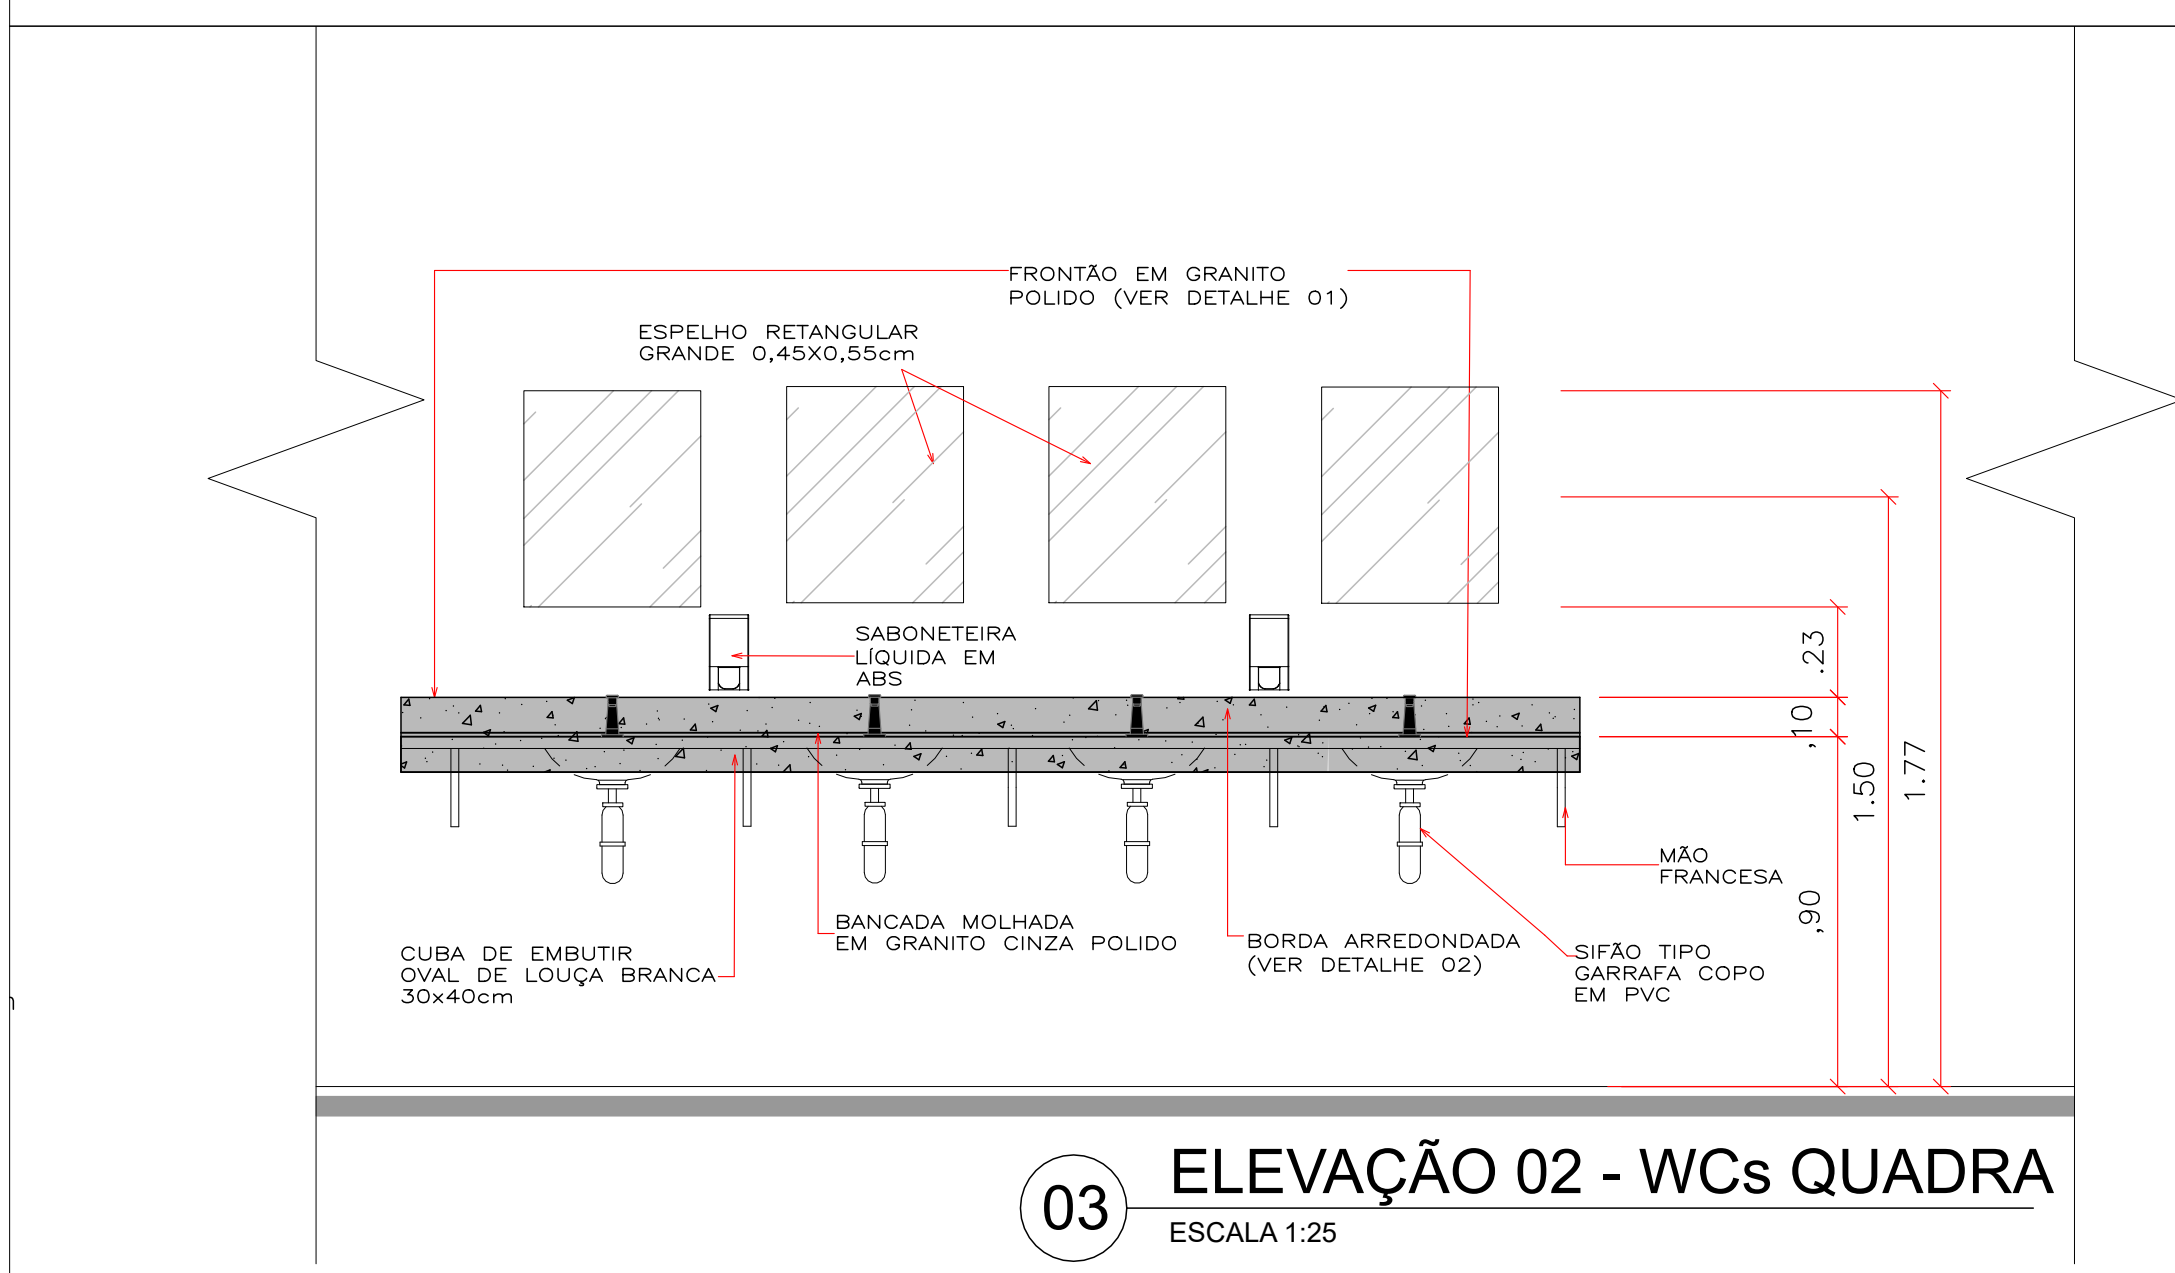 FRONTÃO EM GRANITO
POLIDO (VER DETALHE 01)
ESPELHO RETANGULAR
GRANDE 0,45X0,55cm
SABONETEIRA
LÍQUIDA EM
ABS
.23
,10
1.50
1.77
,90
MÃO
FRANCESA
BANCADA MOLHADA
EM GRANITO CINZA POLIDO
BORDA ARREDONDADA
(VER DETALHE 02)
SIFÃO TIPO
GARRAFA COPO
EM PVC
CUBA DE EMBUTIR
OVAL DE LOUÇA BRANCA
30x40cm
03
ELEVAÇÃO 02 - WCs QUADRA
ESCALA 1:25